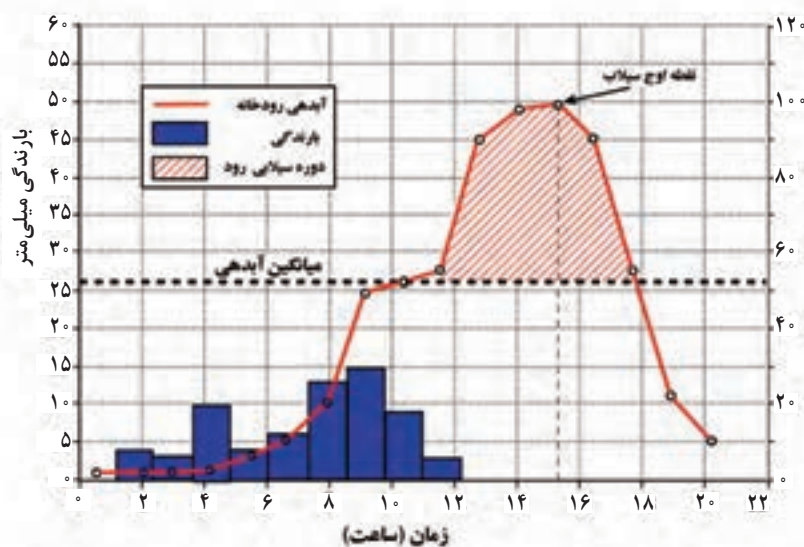 ۶۰
۵۵
۵۰
۴۵
۴۰
۳۵
۳۰
۲۵
۲۰
۱۵
۱۰
۵
۰
بارندگی میلی‌متر
۱۲۰
۱۰۰
۸۰
۶۰
۴۰
۲۰
۰
نقطه اوج سیلاب
آبدهی رودخانه
بارندگی
دوره سیلابی رود
میانگین آبدهی
۰ ۲ ۴ ۶ ۸ ۱۰ ۱۲ ۱۴ ۱۶ ۱۸ ۲۰ ۲۲
زمان (ساعت)